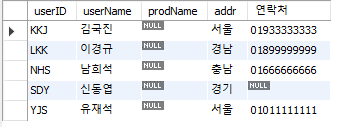 userID userName prodName addr 연락처
KKJ 김국진 NULL 서울 01933333333
LKK 이경규 NULL 경남 01899999999
NHS 남희석 NULL 충남 01666666666
SDY 신동엽 NULL 경기 NULL
YJS 유재석 NULL 서울 01011111111